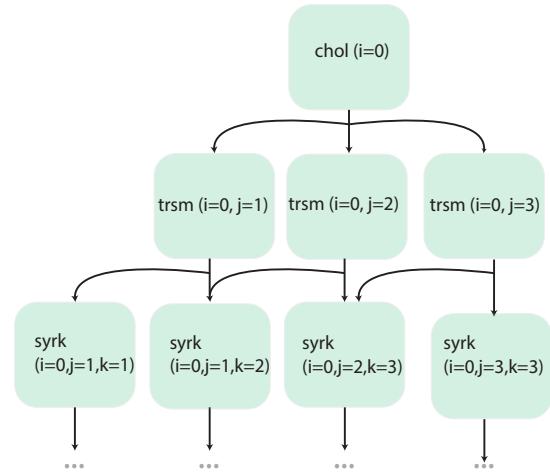 chol (i=0)
trsm (i=0, j=1)
trsm (i=0, j=2)
trsm (i=0, j=3)
syrk
(i=0,j=1,k=1)
syrk
(i=0,j=1,k=2)
syrk
(i=0,j=2,k=3)
syrk
(i=0,j=3,k=3)
...
...
...
...